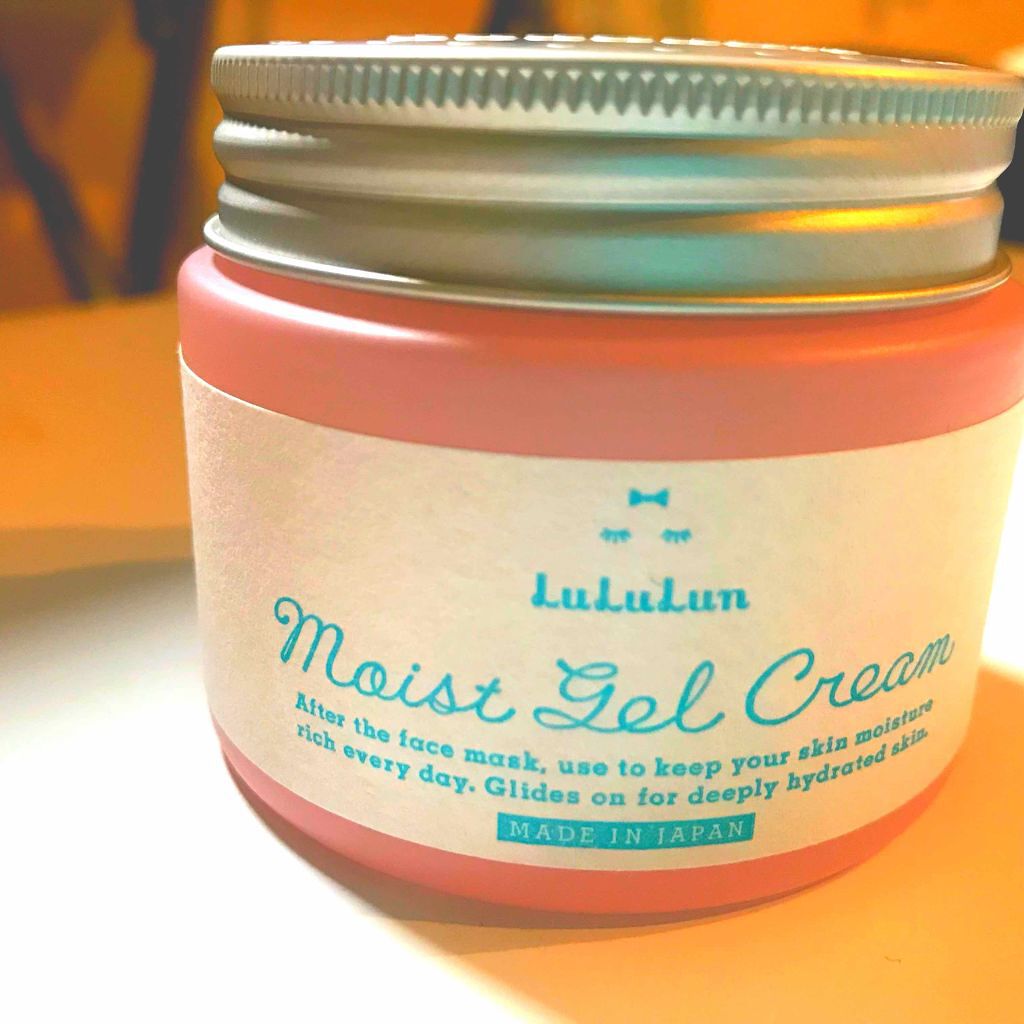 LuLuLun
Moist Gel Cream
After the face mask, use to keep your skin moisture
rich every day. Glides on for deeply hydrated skin.
MADE IN JAPAN